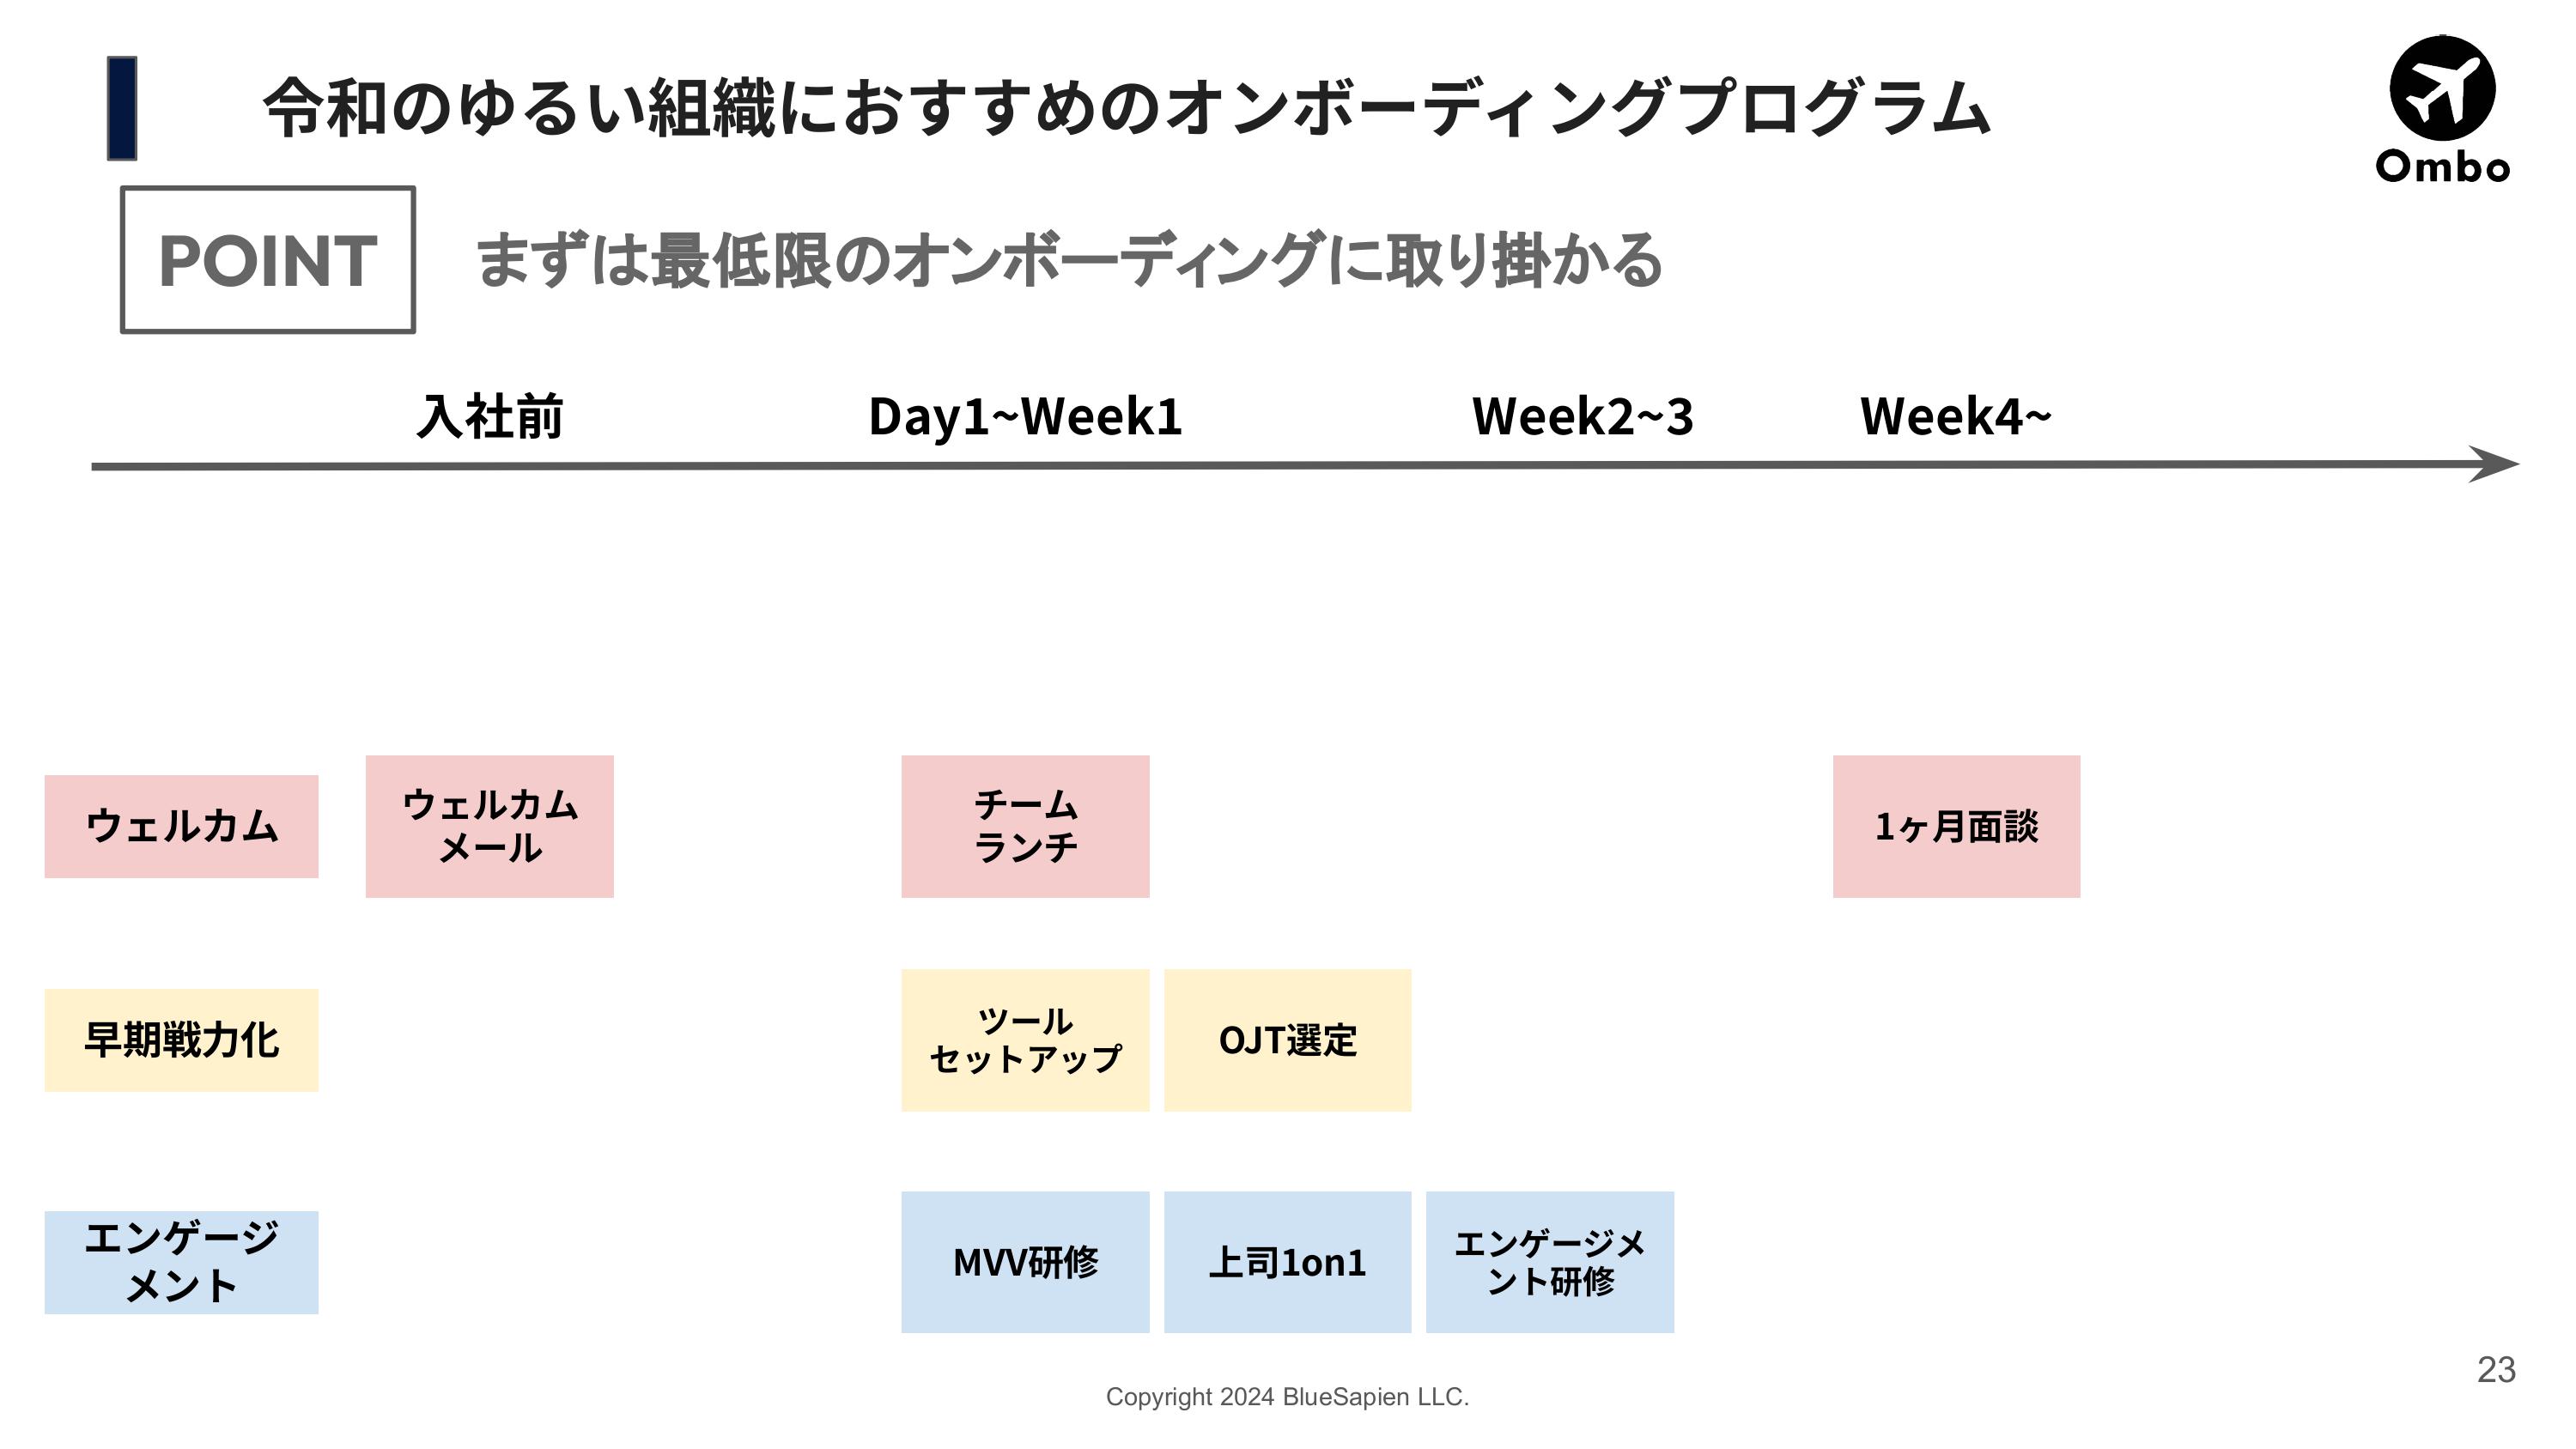 令和のゆるい組織におすすめのオンボーディングプログラム
Ombo
POINT
まずは最低限のオンボーディングに取り掛かる
入社前
Day1~Week1
Week2~3
Week4~
ウェルカム
ウェルカム
メール
チーム
ランチ
1ヶ月面談
早期戦力化
ツール
セットアップ
OJT選定
エンゲージ
メント
MVV研修
上司1on1
エンゲージメ
ント研修
23
Copyright 2024 BlueSapien LLC.